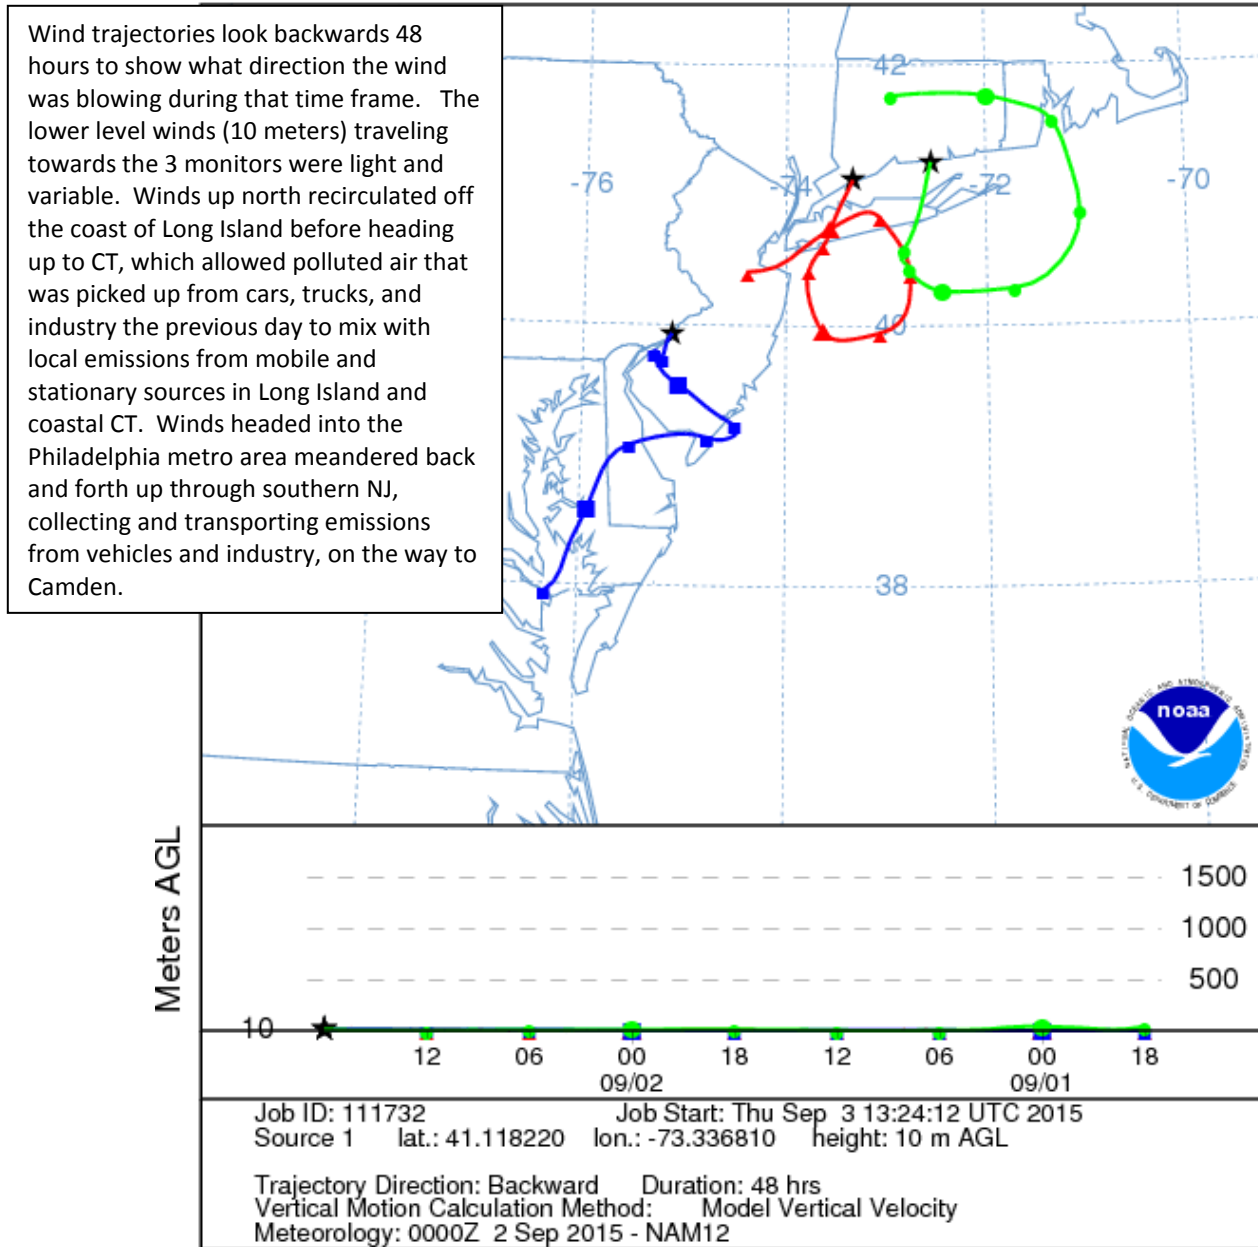 Wind trajectories look backwards 48
hours to show what direction the wind
was blowing during that time frame.   The
lower level winds (10 meters) traveling
towards the 3 monitors were light and
variable.  Winds up north recirculated off
the coast of Long Island before heading
up to CT, which allowed polluted air that
was picked up from cars, trucks, and
industry the previous day to mix with
local emissions from mobile and
stationary sources in Long Island and
coastal CT.  Winds headed into the
Philadelphia metro area meandered back
and forth up through southern NJ,
collecting and transporting emissions
from vehicles and industry, on the way to
Camden.
42
-76
-74
-72
-70
40
38
NATIONAL OCEANIC AND ATMOSPHERIC ADMINISTRATION
noaa
U.S. DEPARTMENT OF COMMERCE
Meters AGL
1500
1000
500
10
12 06 00 18 12 06 00 18
09/02 09/01
Job ID: 111732 Job Start: Thu Sep 3 13:24:12 UTC 2015
Source 1 lat.: 41.118220 lon.: -73.336810 height: 10 m AGL
Trajectory Direction: Backward Duration: 48 hrs
Vertical Motion Calculation Method: Model Vertical Velocity
Meteorology: 0000Z 2 Sep 2015 - NAM12